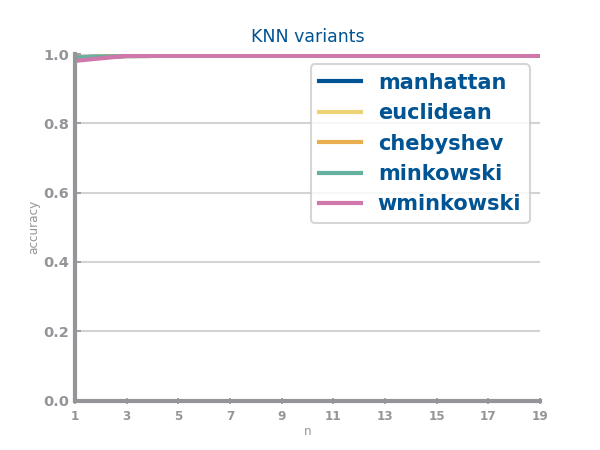 KNN variants
1.0
0.8
0.6
0.4
0.2
0.0
accuracy
manhattan
euclidean
chebyshev
minkowski
wminkowski
1 3 5 7 9 11 13 15 17 19
n